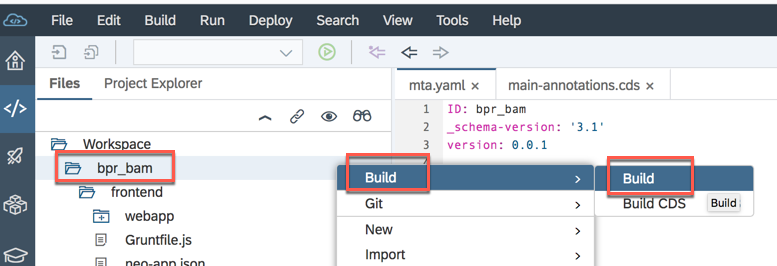 File Edit Build Run Deploy Search View Tools Help
Files Project Explorer
mta.yaml × main-annotations.cds ×
Workspace
bpr_bam
frontend
webapp
Gruntfile.js
neo-app.json
1 ID: bpr_bam
2 _schema-version: '3.1'
3 version: 0.0.1
Build >
Git >
New >
Import >
Build
Build CDS
Build